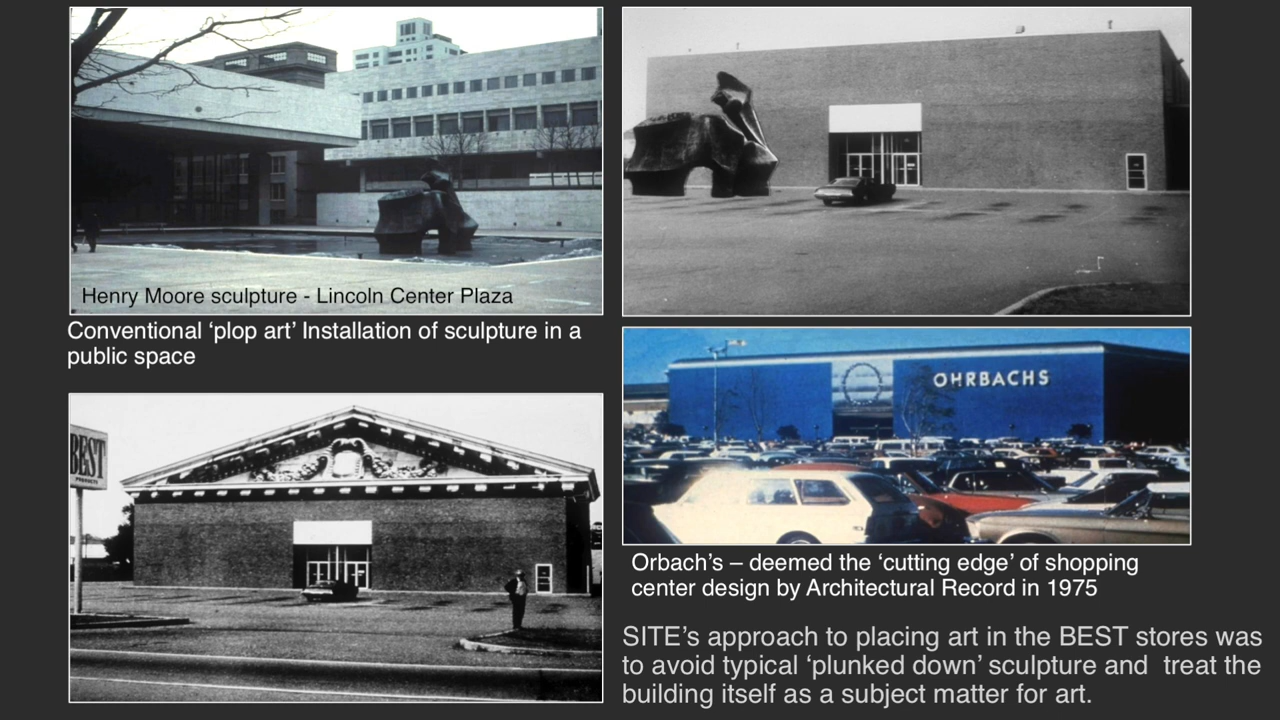 Henry Moore sculpture - Lincoln Center Plaza
Conventional ‘plop art’ Installation of sculpture in a
public space
BEST
PRODUCTS
OHRBACHS
Orbach’s – deemed the ‘cutting edge’ of shopping
center design by Architectural Record in 1975
SITE’s approach to placing art in the BEST stores was
to avoid typical ‘plunked down’ sculpture and  treat the
building itself as a subject matter for art.